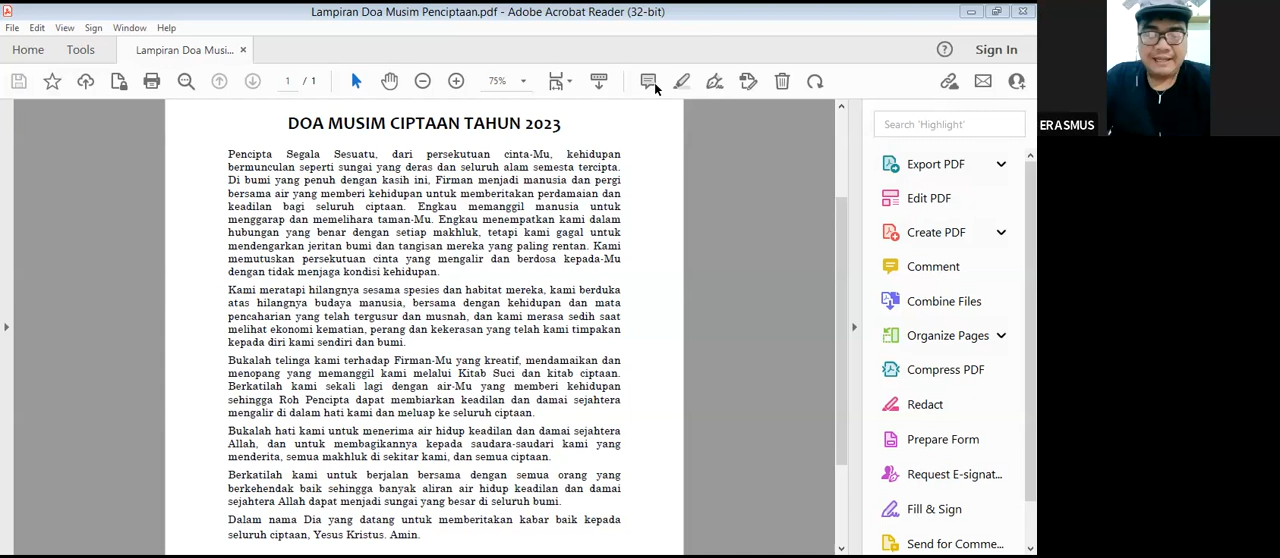 Lampiran Doa Musim Penciptaan.pdf - Adobe Acrobat Reader (32-bit)
File Edit View Sign Window Help
Home Tools Lampiran Doa Musi... × Sign In
1 / 1 75%
ERASMUS
DOA MUSIM CIPTAAN TAHUN 2023
Pencipta Segala Sesuatu, dari persekutuan cinta-Mu, kehidupan
bermunculan seperti sungai yang deras dan seluruh alam semesta tercipta.
Di bumi yang penuh dengan kasih ini, Firman menjadi manusia dan pergi
bersama air yang memberi kehidupan untuk memberitakan perdamaian dan
keadilan bagi seluruh ciptaan. Engkau memanggil manusia untuk
menggarap dan memelihara taman-Mu. Engkau menempatkan kami dalam
hubungan yang benar dengan setiap makhluk, tetapi kami gagal untuk
mendengarkan jeritan bumi dan tangisan mereka yang paling rentan. Kami
memutuskan persekutuan cinta yang mengalir dan berdosa kepada-Mu
dengan tidak menjaga kondisi kehidupan.
Kami meratapi hilangnya sesama spesies dan habitat mereka, kami berduka
atas hilangnya budaya manusia, bersama dengan kehidupan dan mata
pencaharian yang telah tergusur dan musnah, dan kami merasa sedih saat
melihat ekonomi kematian, perang dan kekerasan yang telah kami timpakan
kepada diri kami sendiri dan bumi.
Bukalah telinga kami terhadap Firman-Mu yang kreatif, mendamaikan dan
menopang yang memanggil kami melalui Kitab Suci dan kitab ciptaan.
Berkatilah kami sekali lagi dengan air-Mu yang memberi kehidupan
sehingga Roh Pencipta dapat membiarkan keadilan dan damai sejahtera
mengalir di dalam hati kami dan meluap ke seluruh ciptaan.
Bukalah hati kami untuk menerima air hidup keadilan dan damai sejahtera
Allah, dan untuk membagikannya kepada saudara-saudari kami yang
menderita, semua makhluk di sekitar kami, dan semua ciptaan.
Berkatilah kami untuk berjalan bersama dengan semua orang yang
berkehendak baik sehingga banyak aliran air hidup keadilan dan damai
sejahtera Allah dapat menjadi sungai yang besar di seluruh bumi.
Dalam nama Dia yang datang untuk memberitakan kabar baik kepada
seluruh ciptaan, Yesus Kristus. Amin.
Search 'Highlight'
Export PDF
Edit PDF
Create PDF
Comment
Combine Files
Organize Pages
Compress PDF
Redact
Prepare Form
Request E-signat...
Fill & Sign
Send for Comme...